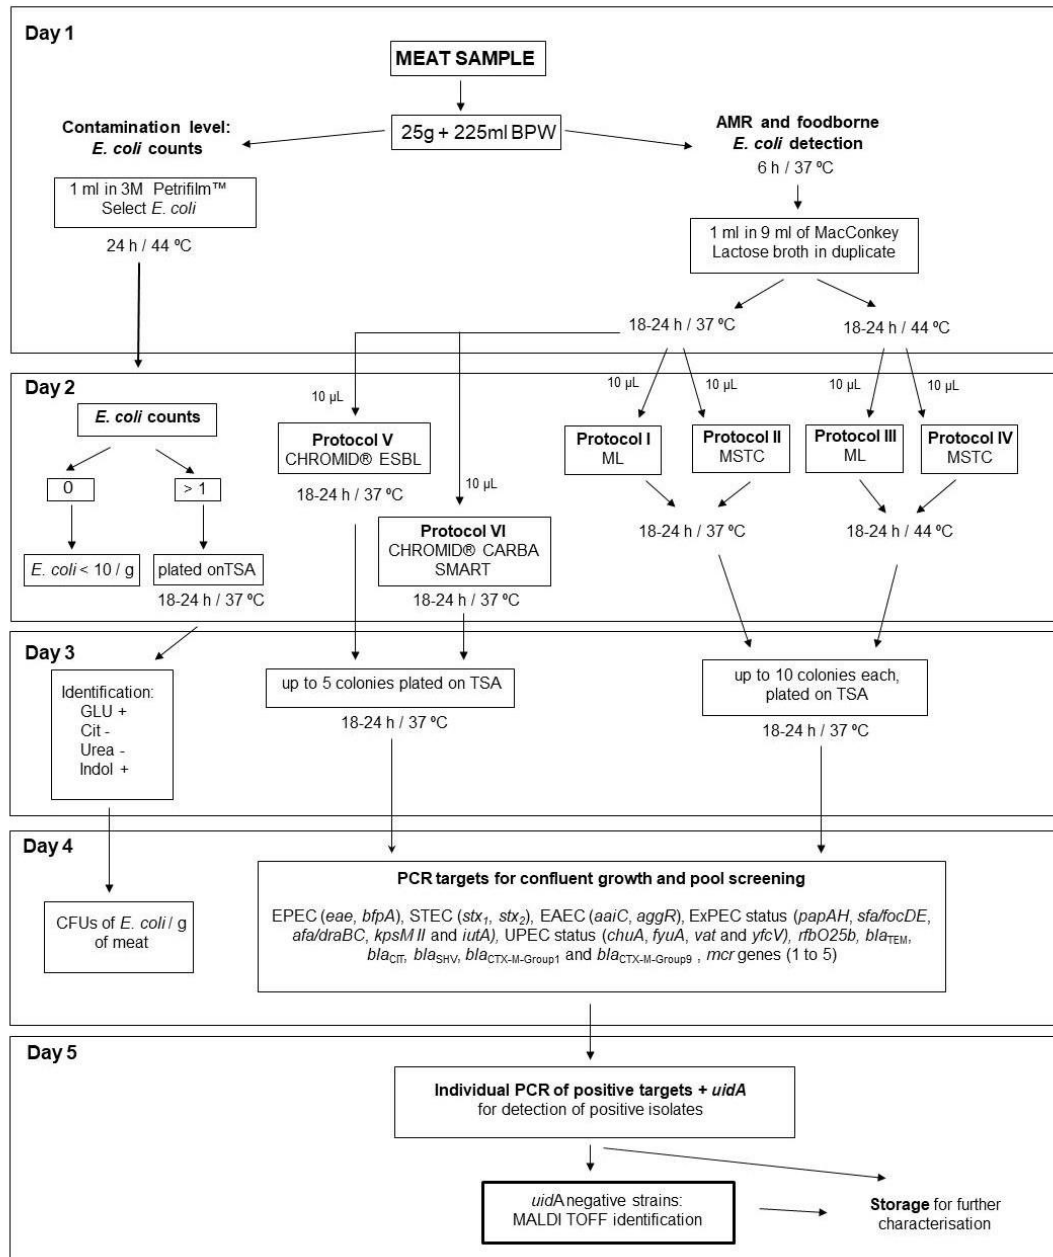 Day 1
MEAT SAMPLE
25g + 225ml BPW
Contamination level:
E. coli counts
1 ml in 3M Petrifilm™
Select E. coli
24 h / 44 ºC
AMR and foodborne
E. coli detection
6 h / 37 ºC
1 ml in 9 ml of MacConkey
Lactose broth in duplicate
18-24 h / 37 ºC
18-24 h / 44 ºC
Day 2
E. coli counts
0
> 1
E. coli < 10 / g
plated onTSA
18-24 h / 37 ºC
10 µL
Protocol V
CHROMID® ESBL
18-24 h / 37 ºC
10 µL
Protocol VI
CHROMID® CARBA
SMART
18-24 h / 37 ºC
10 µL
10 µL
10 µL
10 µL
Protocol I
ML
Protocol II
MSTC
Protocol III
ML
Protocol IV
MSTC
18-24 h / 37 ºC
18-24 h / 44 ºC
Day 3
Identification:
GLU +
Cit -
Urea -
Indol +
up to 5 colonies plated on TSA
18-24 h / 37 ºC
up to 10 colonies each,
plated on TSA
18-24 h / 37 ºC
Day 4
CFUs of E. coli / g
of meat
PCR targets for confluent growth and pool screening
EPEC (eae, bfpA), STEC (stx1, stx2), EAEC (aaiC, aggR), ExPEC status (papAH, sfa/focDE,
afa/draBC, kpsM II and iutA), UPEC status (chuA, fyuA, vat and yfcV), rfbO25b, blaTEM,
blaCIT, blaSHV, blaCTX-M-Group1 and blaCTX-M-Group9 , mcr genes (1 to 5)
Day 5
Individual PCR of positive targets + uidA
for detection of positive isolates
uidA negative strains:
MALDI TOFF identification
Storage for further
characterisation